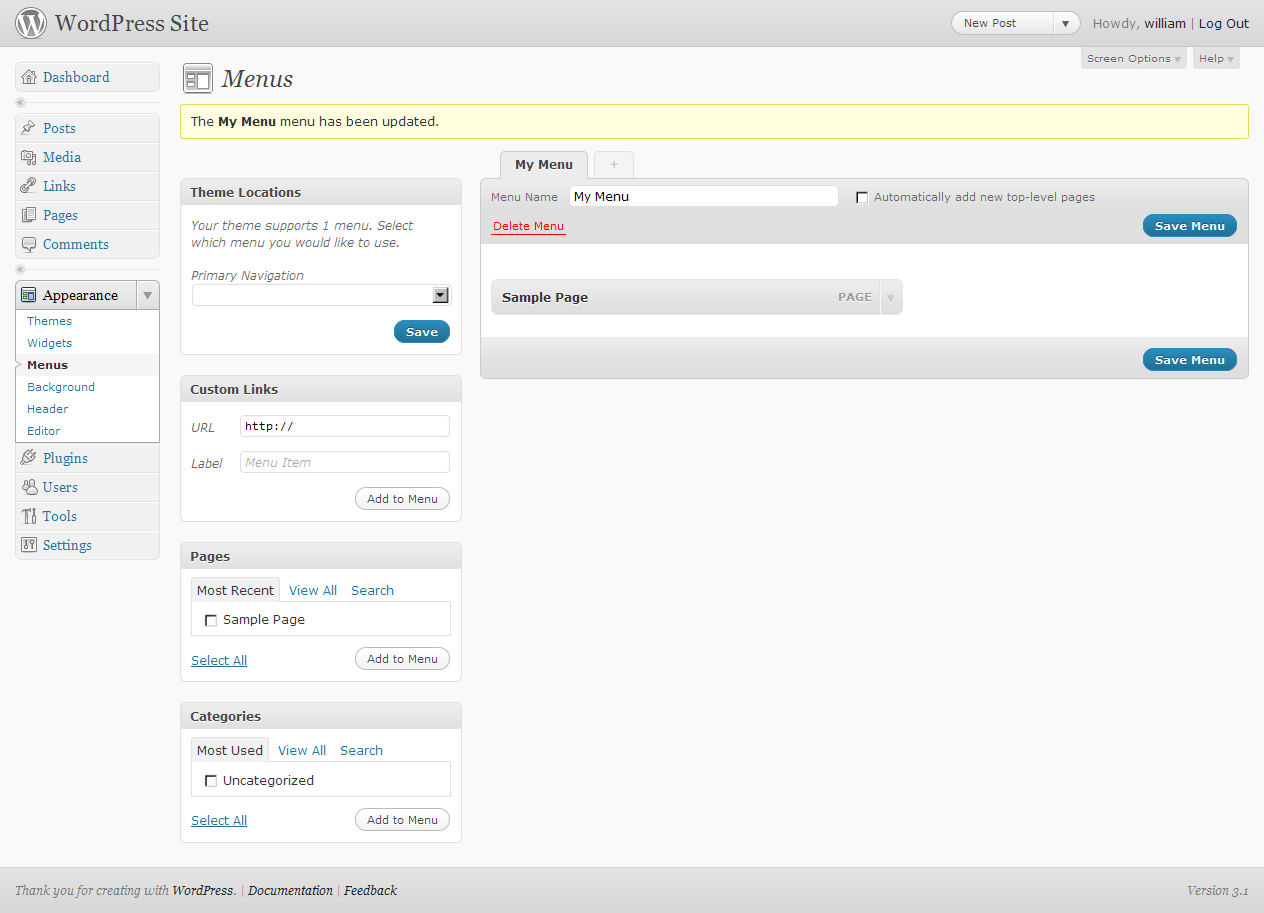 WordPress Site
New Post
Howdy, william | Log Out
Screen Options
Help
Dashboard
Posts
Media
Links
Pages
Comments
Appearance
Themes
Widgets
Menus
Background
Header
Editor
Plugins
Users
Tools
Settings
Menus
The My Menu menu has been updated.
Theme Locations
Your theme supports 1 menu. Select
which menu you would like to use.
Primary Navigation
Save
Custom Links
URL http://
Label Menu Item
Add to Menu
Pages
Most Recent View All Search
Sample Page
Select All Add to Menu
Categories
Most Used View All Search
Uncategorized
Select All Add to Menu
My Menu +
Menu Name My Menu Automatically add new top-level pages
Delete Menu Save Menu
Sample Page PAGE
Save Menu
Thank you for creating with WordPress. | Documentation | Feedback
Version 3.1